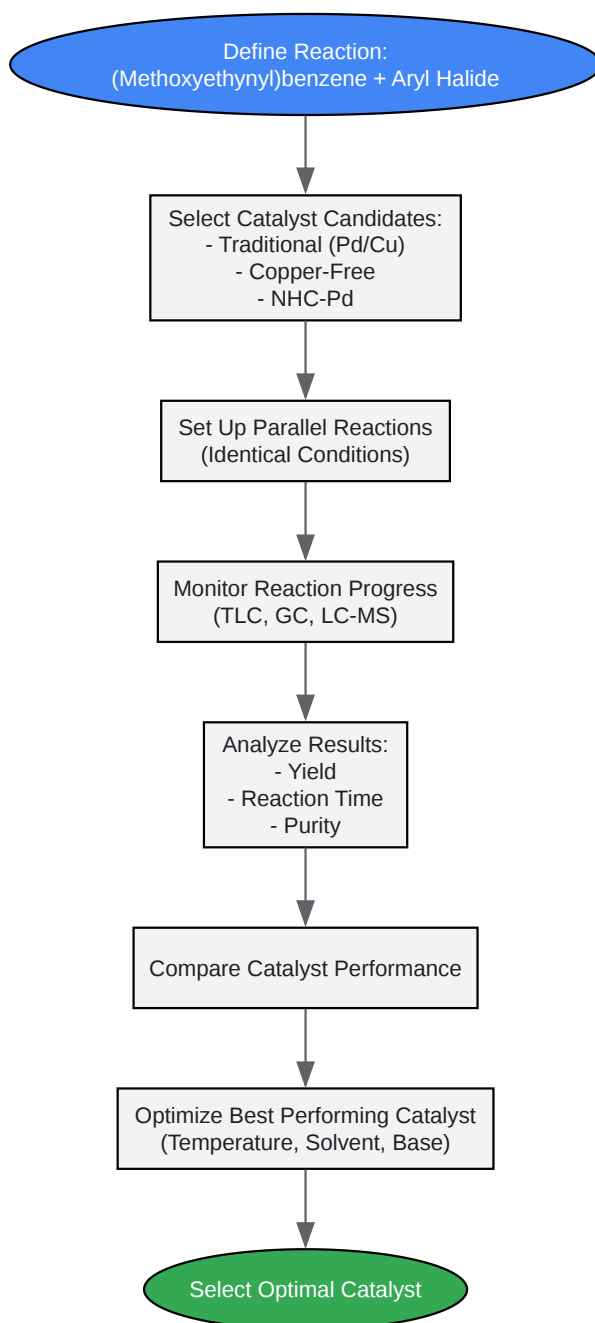 Define Reaction:
(Methoxyethynyl)benzene + Aryl Halide
Select Catalyst Candidates:
- Traditional (Pd/Cu)
- Copper-Free
- NHC-Pd
Set Up Parallel Reactions
(Identical Conditions)
Monitor Reaction Progress
(TLC, GC, LC-MS)
Analyze Results:
- Yield
- Reaction Time
- Purity
Compare Catalyst Performance
Optimize Best Performing Catalyst
(Temperature, Solvent, Base)
Select Optimal Catalyst